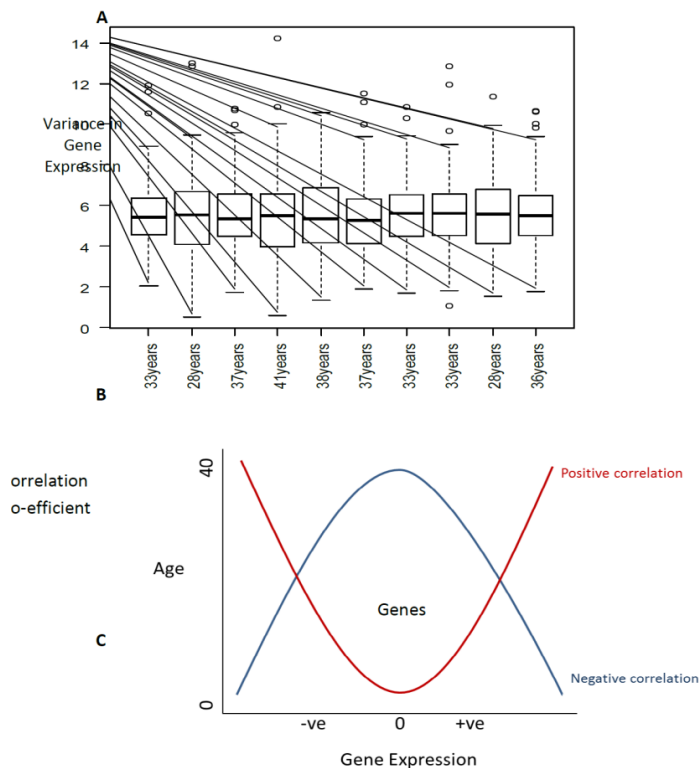 A
14
12
10
Variance in
Gene
8
Expression
6
4
2
0
33years
28years
37years
41years
38years
37years
33years
33years
28years
36years
B
40
Positive correlation
orrelation
o-efficient
Age
Genes
C
Negative correlation
0
-ve
0
+ve
Gene Expression